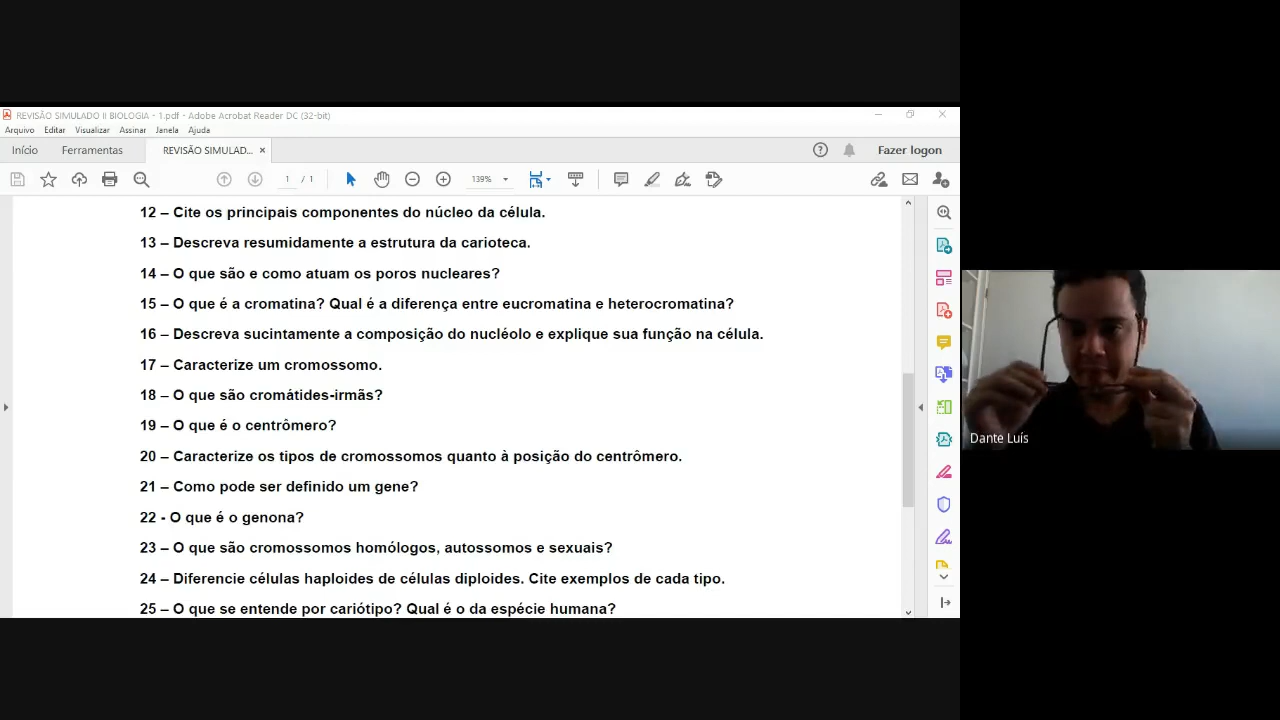 REVISÃO SIMULADO II BIOLOGIA - 1.pdf - Adobe Acrobat Reader DC (32-bit)
Arquivo Editar Visualizar Assinar Janela Ajuda
Início Ferramentas REVISÃO SIMULAD... × Fazer logon
1 / 1 139%
12 – Cite os principais componentes do núcleo da célula.
13 – Descreva resumidamente a estrutura da carioteca.
14 – O que são e como atuam os poros nucleares?
15 – O que é a cromatina? Qual é a diferença entre eucromatina e heterocromatina?
16 – Descreva sucintamente a composição do nucléolo e explique sua função na célula.
17 – Caracterize um cromossomo.
18 – O que são cromátides-irmãs?
19 – O que é o centrômero?
20 – Caracterize os tipos de cromossomos quanto à posição do centrômero.
21 – Como pode ser definido um gene?
22 - O que é o genona?
23 – O que são cromossomos homólogos, autossomos e sexuais?
24 – Diferencie células haploides de células diploides. Cite exemplos de cada tipo.
25 – O que se entende por cariótipo? Qual é o da espécie humana?
Dante Luís